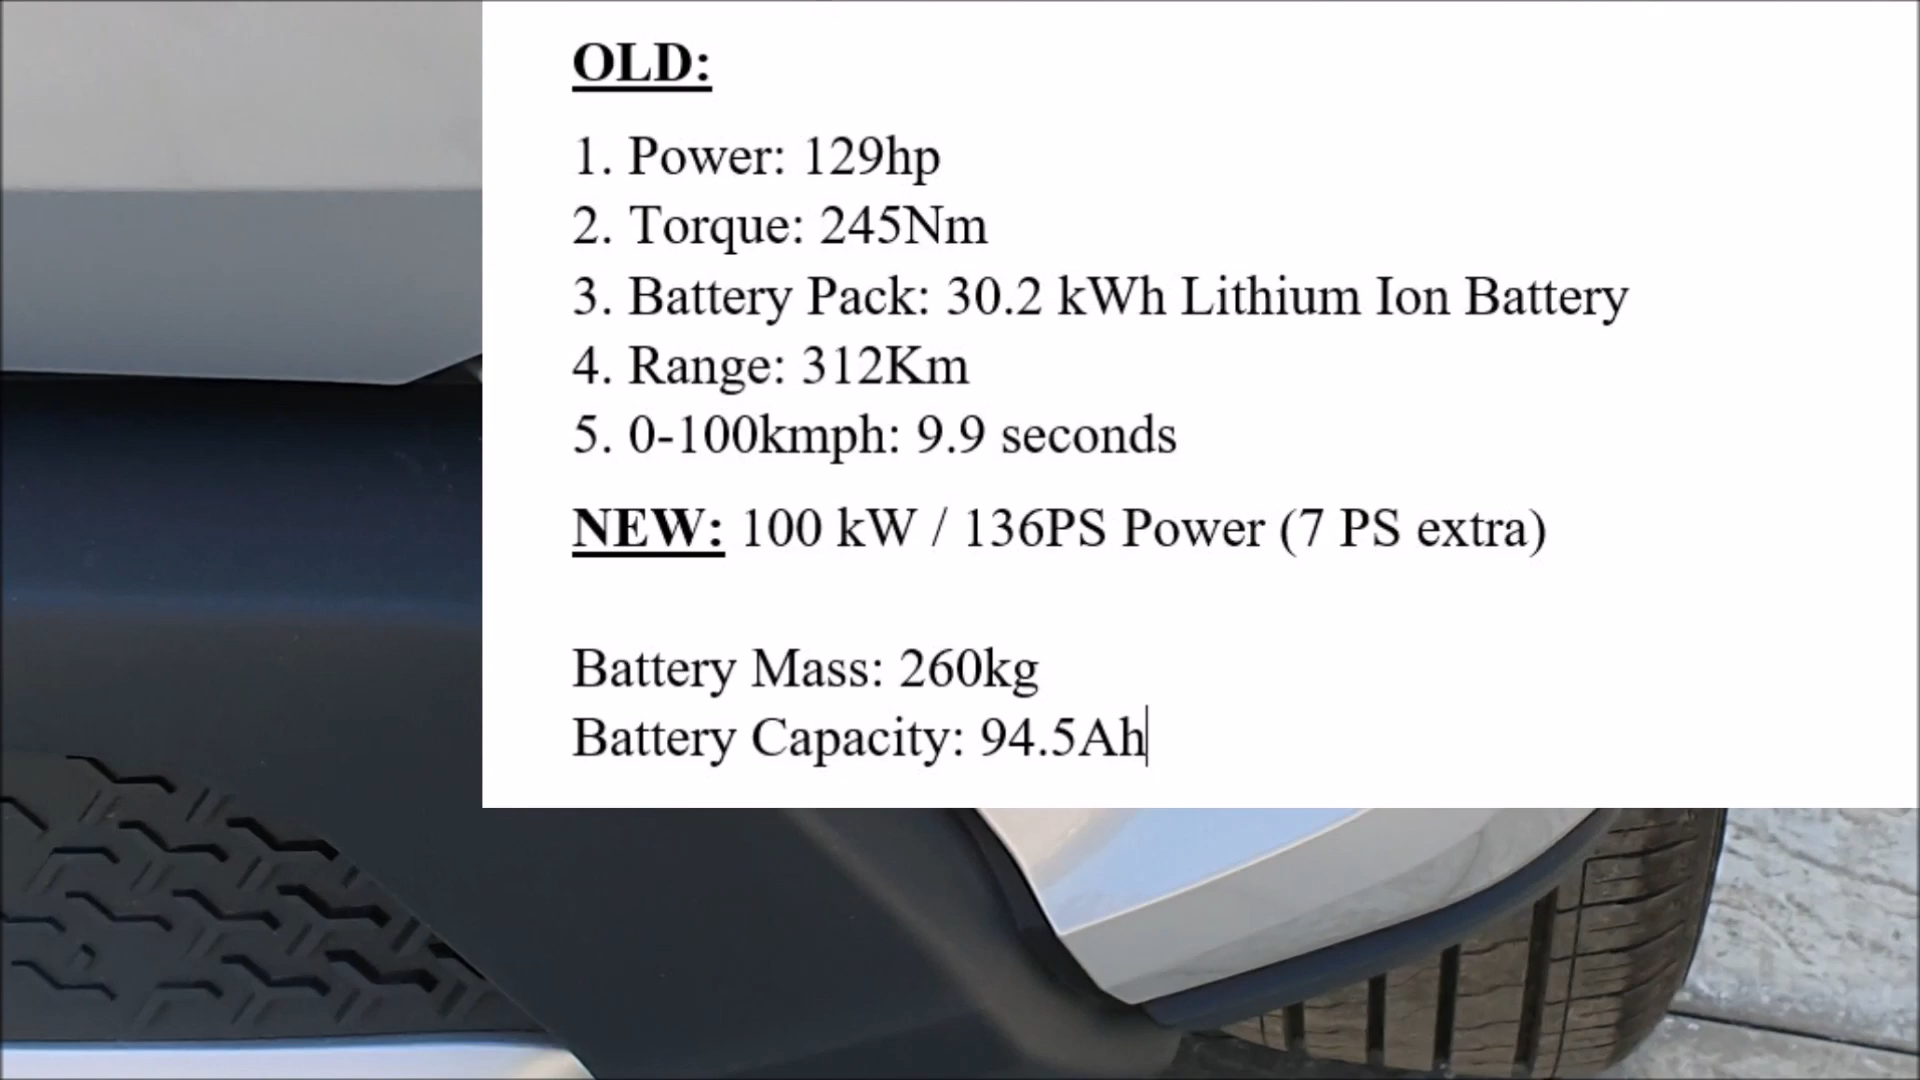 OLD:
1. Power: 129hp
2. Torque: 245Nm
3. Battery Pack: 30.2 kWh Lithium Ion Battery
4. Range: 312Km
5. 0-100kmph: 9.9 seconds
NEW: 100 kW / 136PS Power (7 PS extra)
Battery Mass: 260kg
Battery Capacity: 94.5Ah